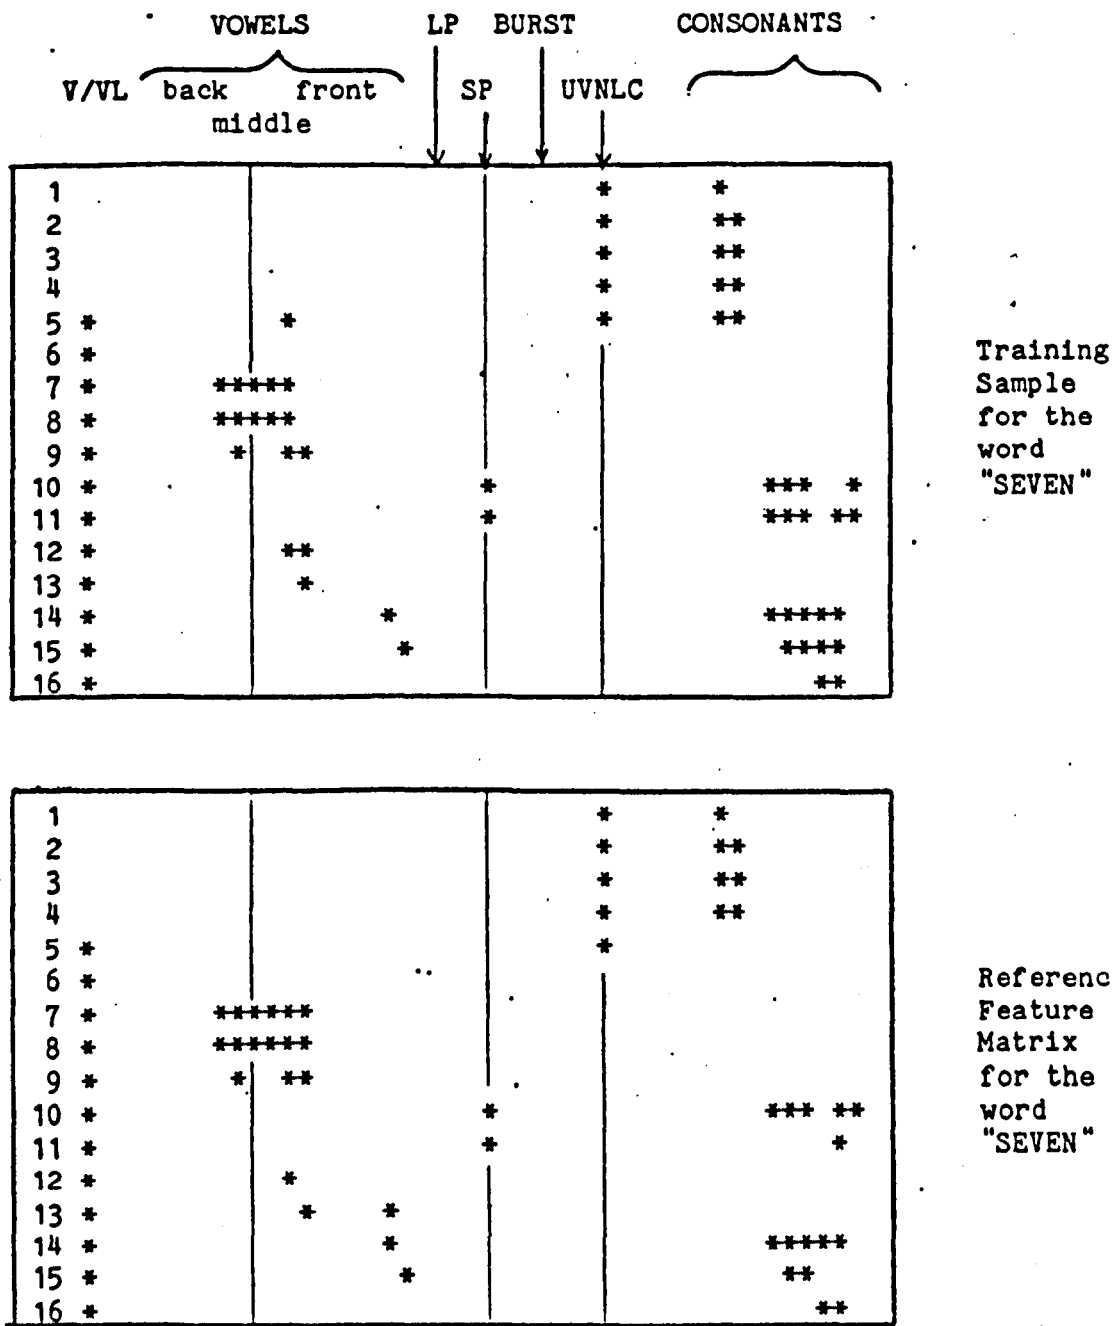 VOWELS LP BURST CONSONANTS
V/VL back front SP UVNLC
middle
1 * *
2 * **
3 * **
4 * **
5 * * * **
6 *
7 * *****
8 * *****
9 * * **
10 * * *** *
11 * * *** **
12 * **
13 * *
14 * * *****
15 * * ****
16 * **
Training
Sample
for the
word
"SEVEN"
1 * *
2 * **
3 * **
4 * **
5 * *
6 *
7 * ******
8 * ******
9 * * **
10 * * *** **
11 * * *
12 * *
13 * * *
14 * * *****
15 * * **
16 * **
Referenc
Feature
Matrix
for the
word
"SEVEN"